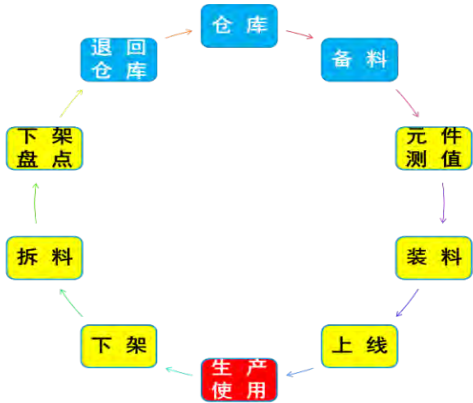 仓 库
备 料
元 件
测 值
装 料
上 线
生 产
使 用
下 架
拆 料
下 架
盘 点
退 回
仓 库